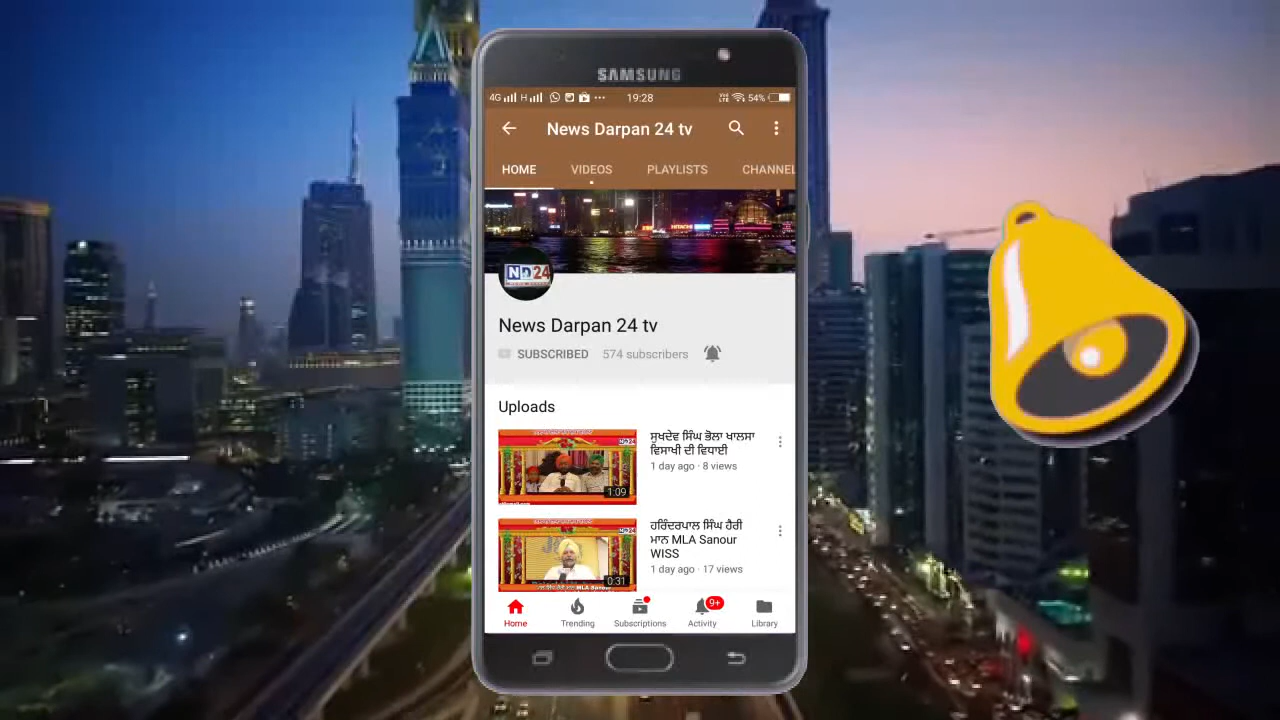 SAMSUNG
4G H 19:28 54%
News Darpan 24 tv
HOME VIDEOS PLAYLISTS CHANNEL
HITACHI
ND24
News Darpan 24 tv
SUBSCRIBED 574 subscribers
Uploads
ਸੁਖਦੇਵ ਸਿੰਘ ਭੋਲਾ ਖਾਲਸਾ
ਵਿਸਾਖੀ ਦੀ ਵਿਧਾਈ
1 day ago · 8 views
1:09
ਹਰਿੰਦਰਪਾਲ ਸਿੰਘ ਹੈਰੀ
ਮਾਨ MLA Sanour
WISS
1 day ago · 17 views
0:31
9+
Home Trending Subscriptions Activity Library